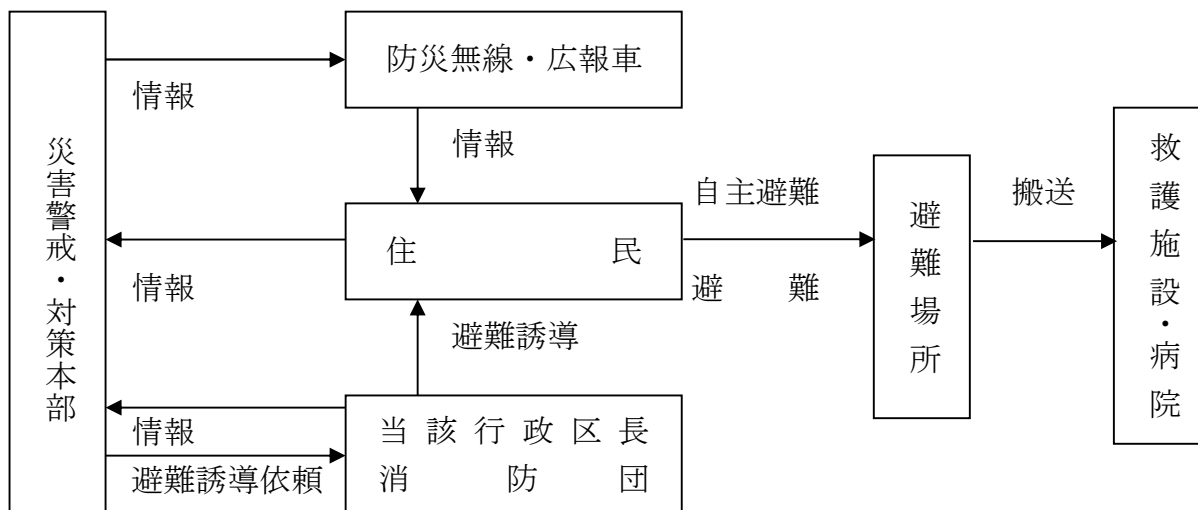 災害警戒・対策本部
情報
防災無線・広報車
情報
住民
情報
自主避難
避難
避難誘導
当該行政区長
消防団
情報
避難誘導依頼
避難場所
搬送
救護施設・病院